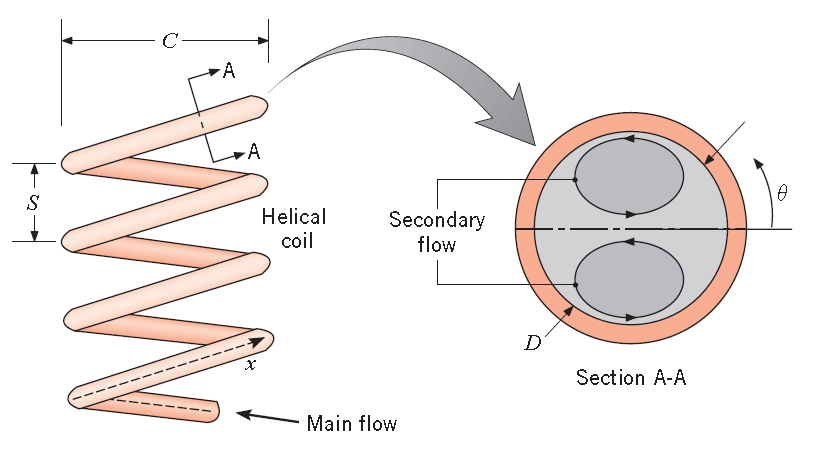 C
A
A
S
Helical
coil
Secondary
flow
θ
D
x
Section A-A
Main flow